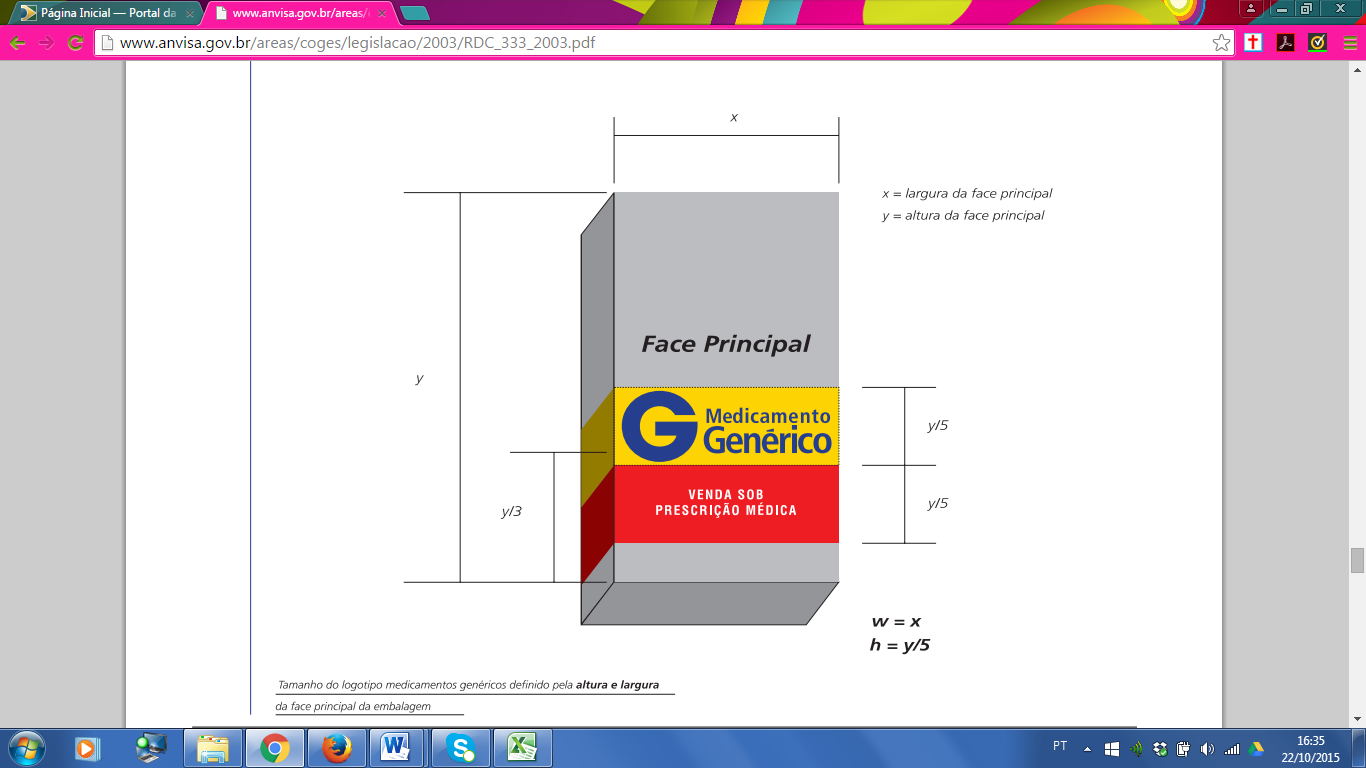 Página Inicial — Portal da
www.anvisa.gov.br/areas/
www.anvisa.gov.br/areas/coges/legislacao/2003/RDC_333_2003.pdf
x
x = largura da face principal
y = altura da face principal
Face Principal
y
G Medicamento
Genérico
y/5
VENDA SOB
PRESCRIÇÃO MÉDICA
y/5
y/3
w = x
h = y/5
Tamanho do logotipo medicamentos genéricos definido pela altura e largura
da face principal da embalagem
PT
16:35
22/10/2015